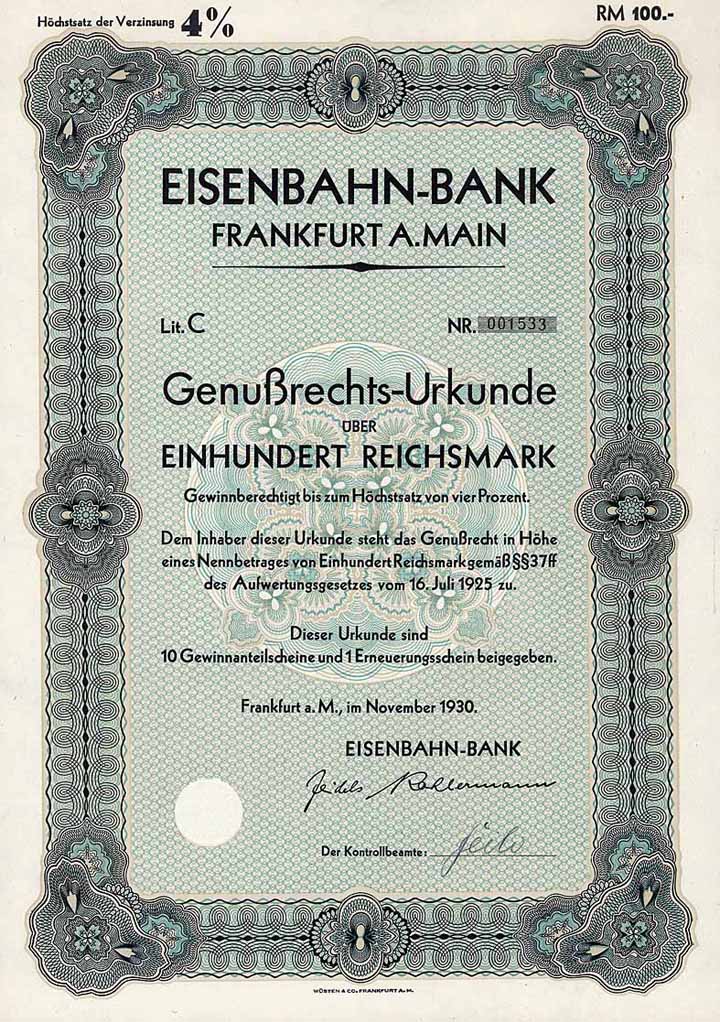 Höchstsatz der Verzinsung 4%
RM 100.-
EISENBAHN-BANK
FRANKFURT A.MAIN
Lit. C NR. 001533
Genußrechts-Urkunde
ÜBER
EINHUNDERT REICHSMARK
Gewinnberechtigt bis zum Höchstsatz von vier Prozent.
Dem Inhaber dieser Urkunde steht das Genußrecht in Höhe
eines Nennbetrages von Einhundert Reichsmark gemäß §§37ff
des Aufwertungsgesetzes vom 16. Juli 1925 zu.
Dieser Urkunde sind
10 Gewinnanteilscheine und 1 Erneuerungsschein beigegeben.
Frankfurt a. M., im November 1930.
EISENBAHN-BANK
Der Kontrollbeamte:
WÜSTEN & CO. FRANKFURT A. M.